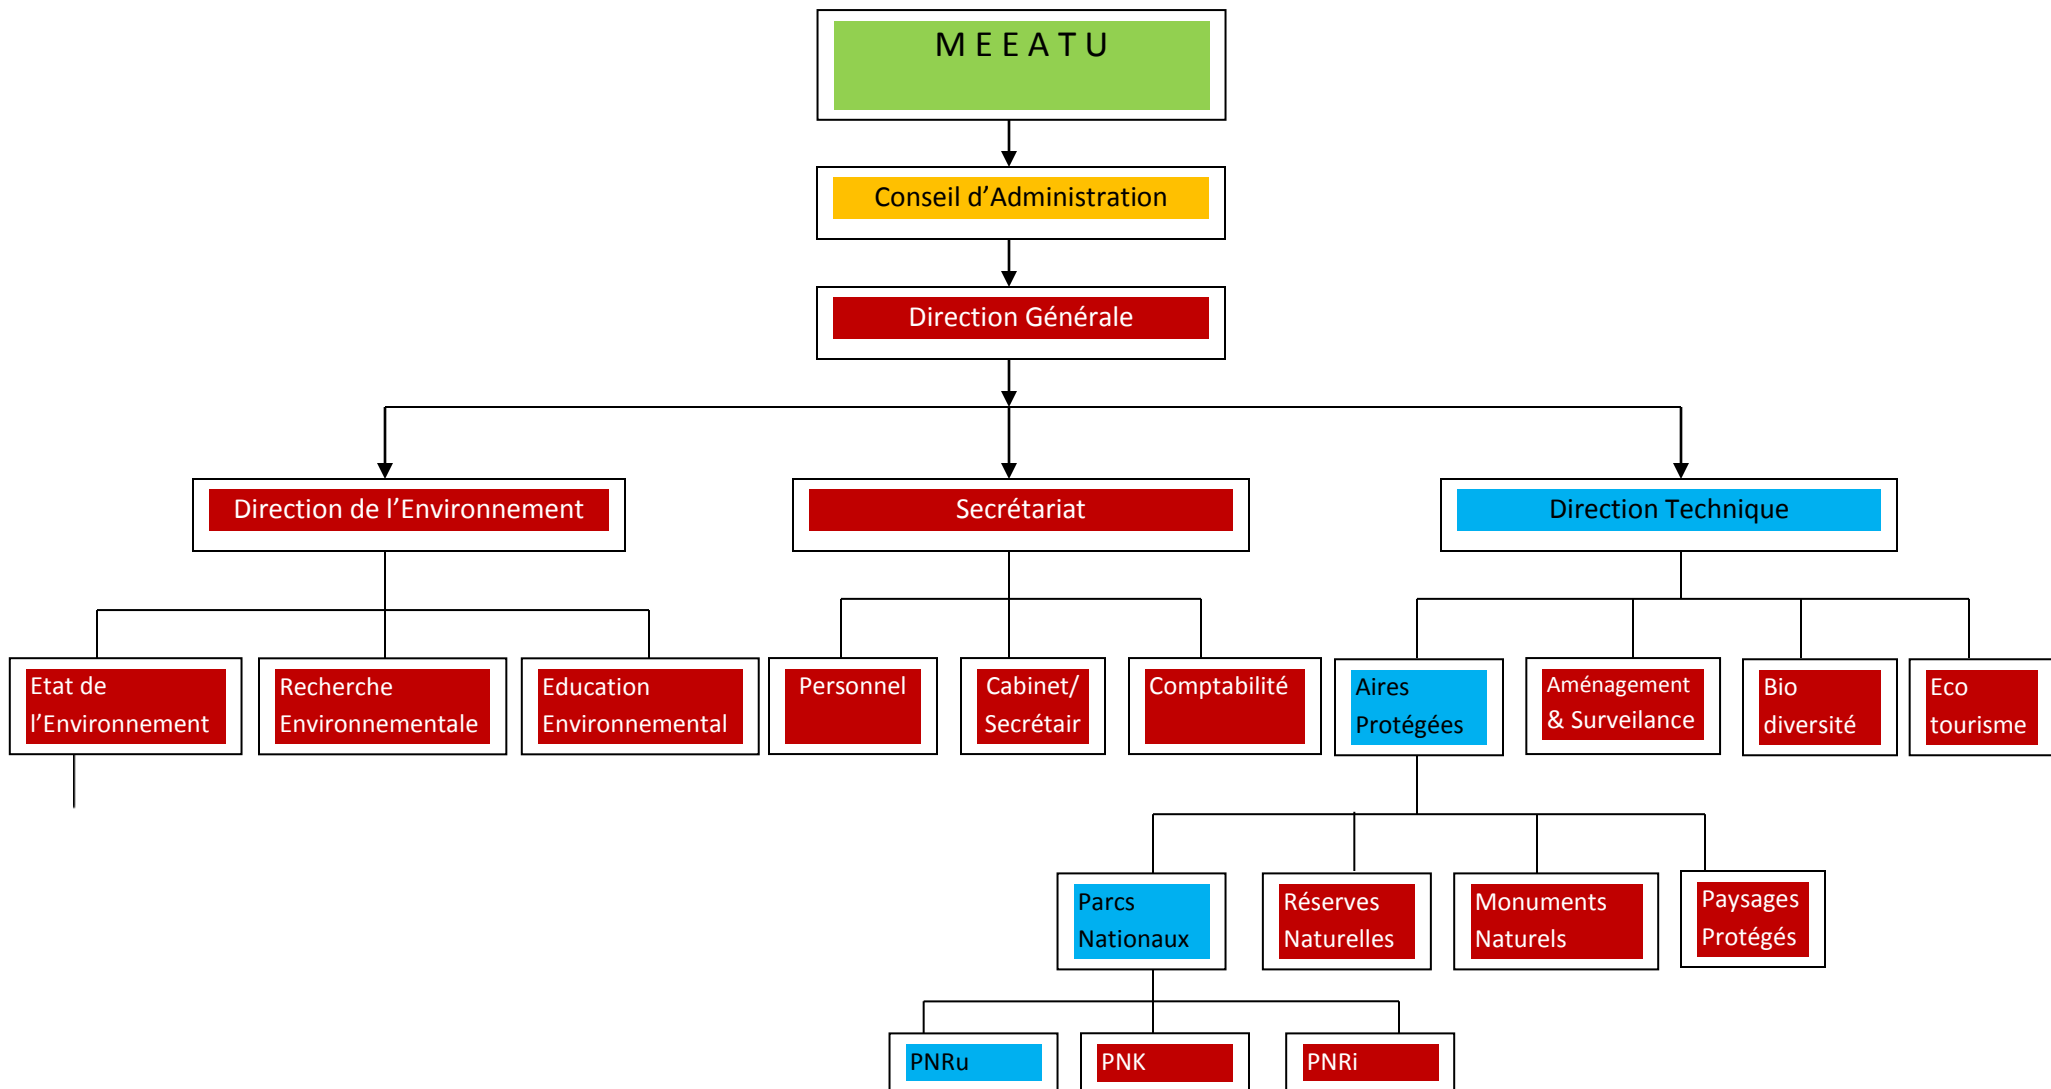 M E E A T U
Conseil d’Administration
Direction Générale
Direction de l’Environnement
Secrétariat
Direction Technique
Etat de
l’Environnement
Recherche
Environnementale
Education
Environnemental
Personnel
Cabinet/
Secrétair
Comptabilité
Aires
Protégées
Aménagement
& Surveilance
Bio
diversité
Eco
tourisme
Parcs
Nationaux
Réserves
Naturelles
Monuments
Naturels
Paysages
Protégés
PNRu
PNK
PNRi